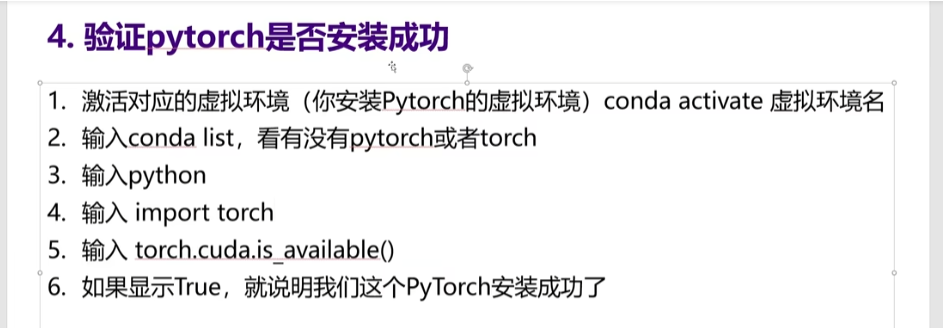 4. 验证pytorch是否安装成功
1. 激活对应的虚拟环境（你安装Pytorch的虚拟环境）conda activate 虚拟环境名
2. 输入conda list，看有没有pytorch或者torch
3. 输入python
4. 输入 import torch
5. 输入 torch.cuda.is_available()
6. 如果显示True，就说明我们这个PyTorch安装成功了